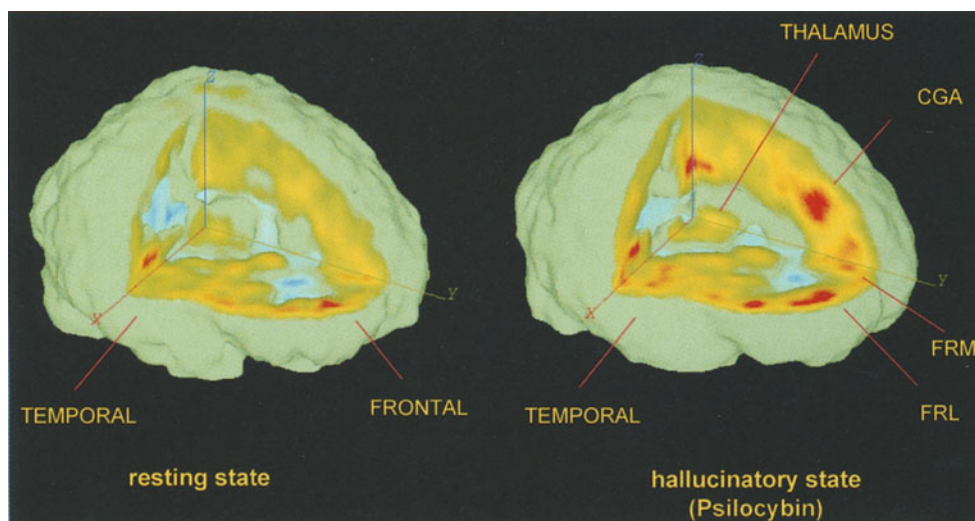 THALAMUS
Z
Z
CGA
Y
Y
X
X
FRM
TEMPORAL
FRONTAL
TEMPORAL
FRL
resting state
hallucinatory state
(Psilocybin)